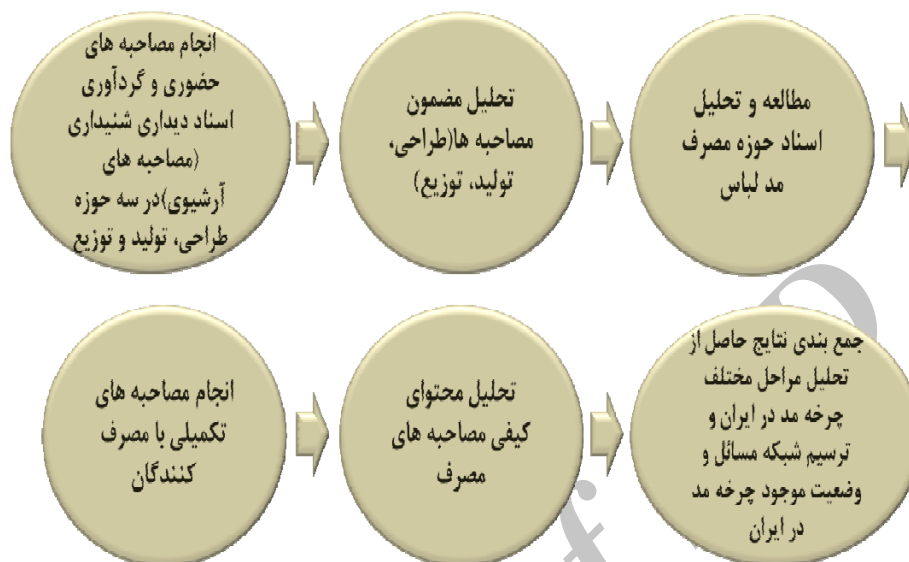 انجام مصاحبه های
حضوری و گردآوری
اسناد دیداری شنیداری
(مصاحبه های
آرشیوی)در سه حوزه
طراحی، تولید و توزیع
تحلیل مضمون
مصاحبه ها(طراحی،
تولید، توزیع)
مطالعه و تحلیل
اسناد حوزه مصرف
مد لباس
انجام مصاحبه های
تکمیلی با مصرف
کنندگان
تحلیل محتوای
کیفی مصاحبه های
مصرف
جمع بندی نتایج حاصل از
تحلیل مراحل مختلف
چرخه مد در ایران و
ترسیم شبکه مسائل و
وضعیت موجود چرخه مد
در ایران